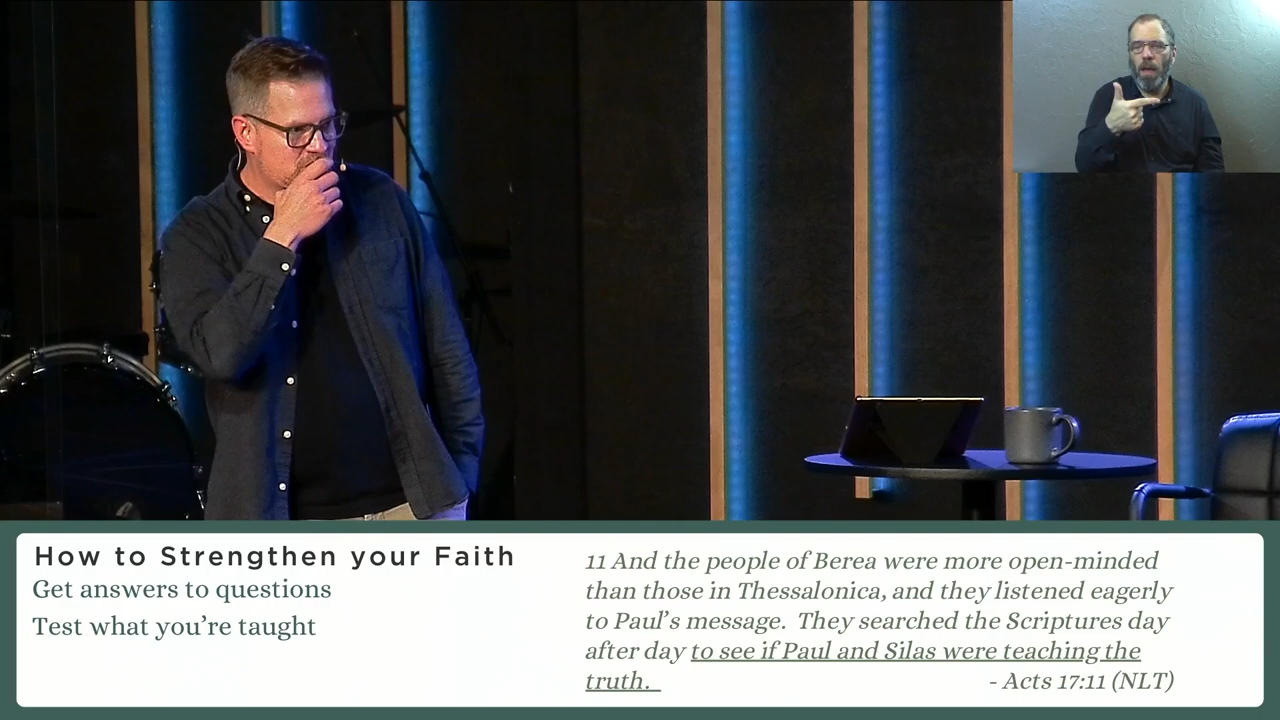 How to Strengthen your Faith
Get answers to questions
Test what you're taught
11 And the people of Berea were more open-minded
than those in Thessalonica, and they listened eagerly
to Paul's message.  They searched the Scriptures day
after day to see if Paul and Silas were teaching the
truth.
- Acts 17:11 (NLT)